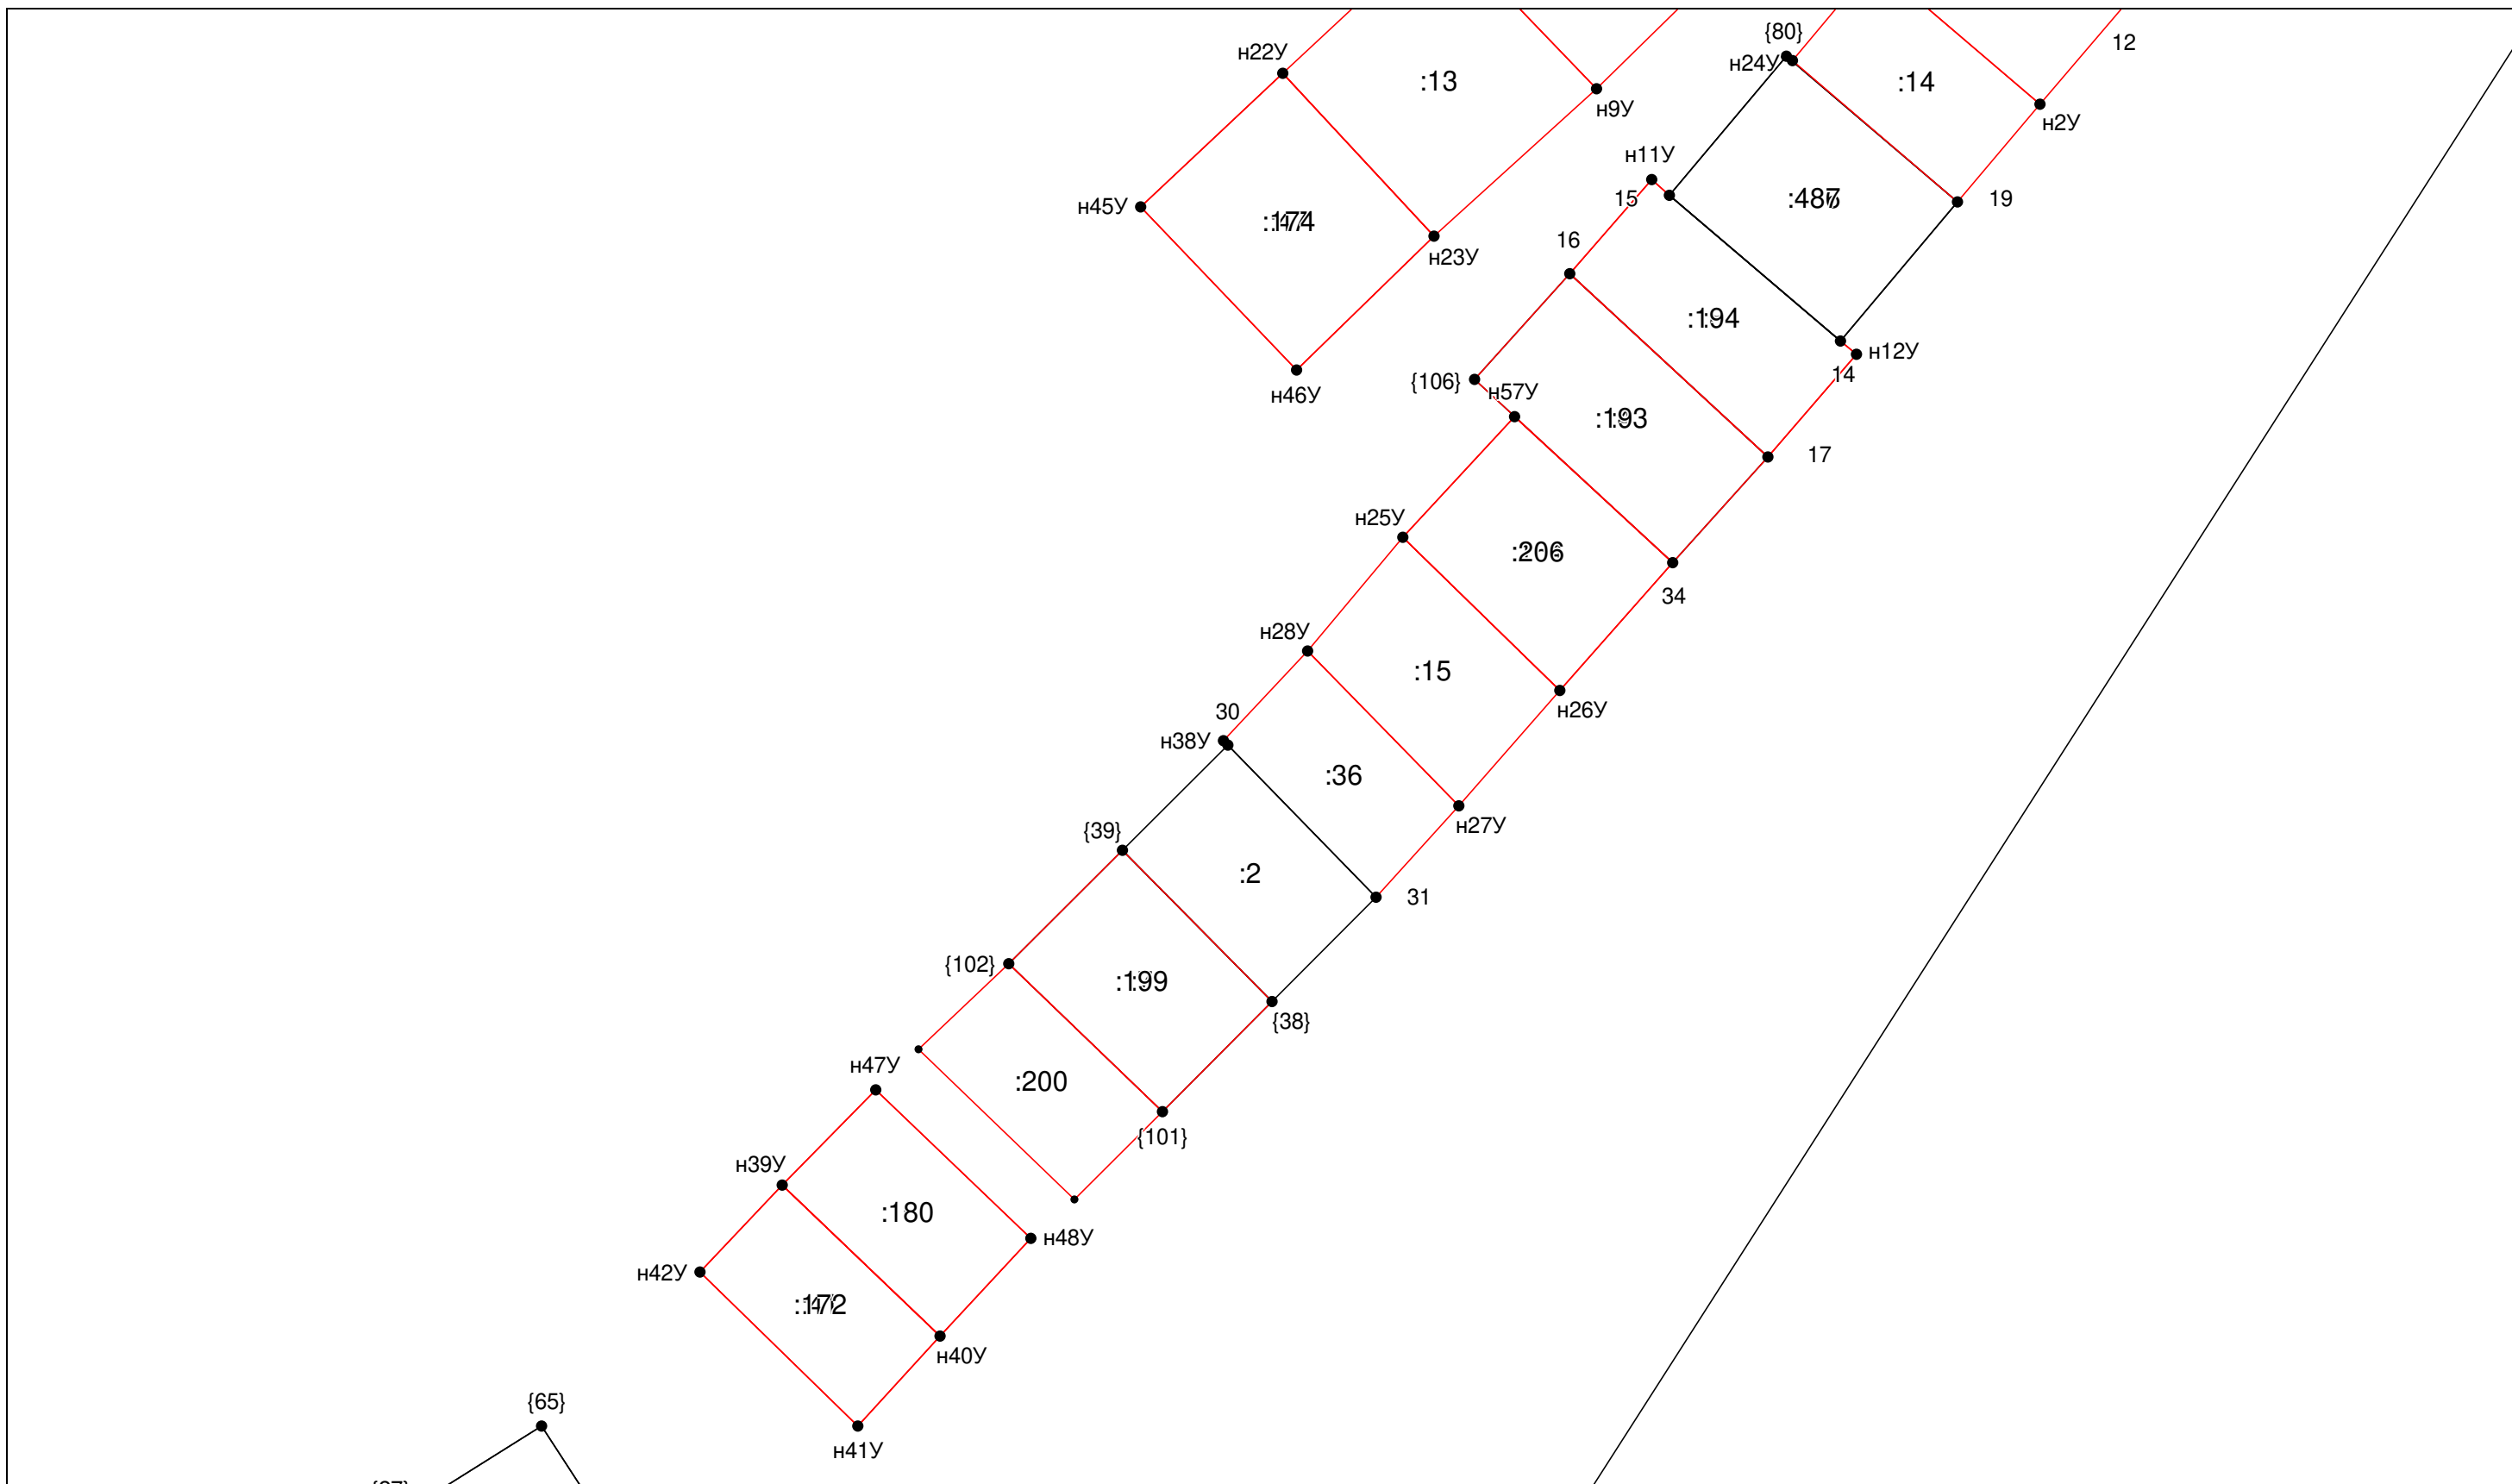 {80}
12
н22У
н24У
:13
:14
н9У
н2У
н11У
15
19
н45У
:174
16
н23У
:194
н12У
14
{106}
н46У
н57У
:193
17
н25У
:206
34
н28У
:15
30
н26У
н38У
:36
{39}
н27У
:2
31
{102}
:199
{38}
н47У
:200
{101}
н39У
:180
н48У
н42У
:172
н40У
{65}
н41У